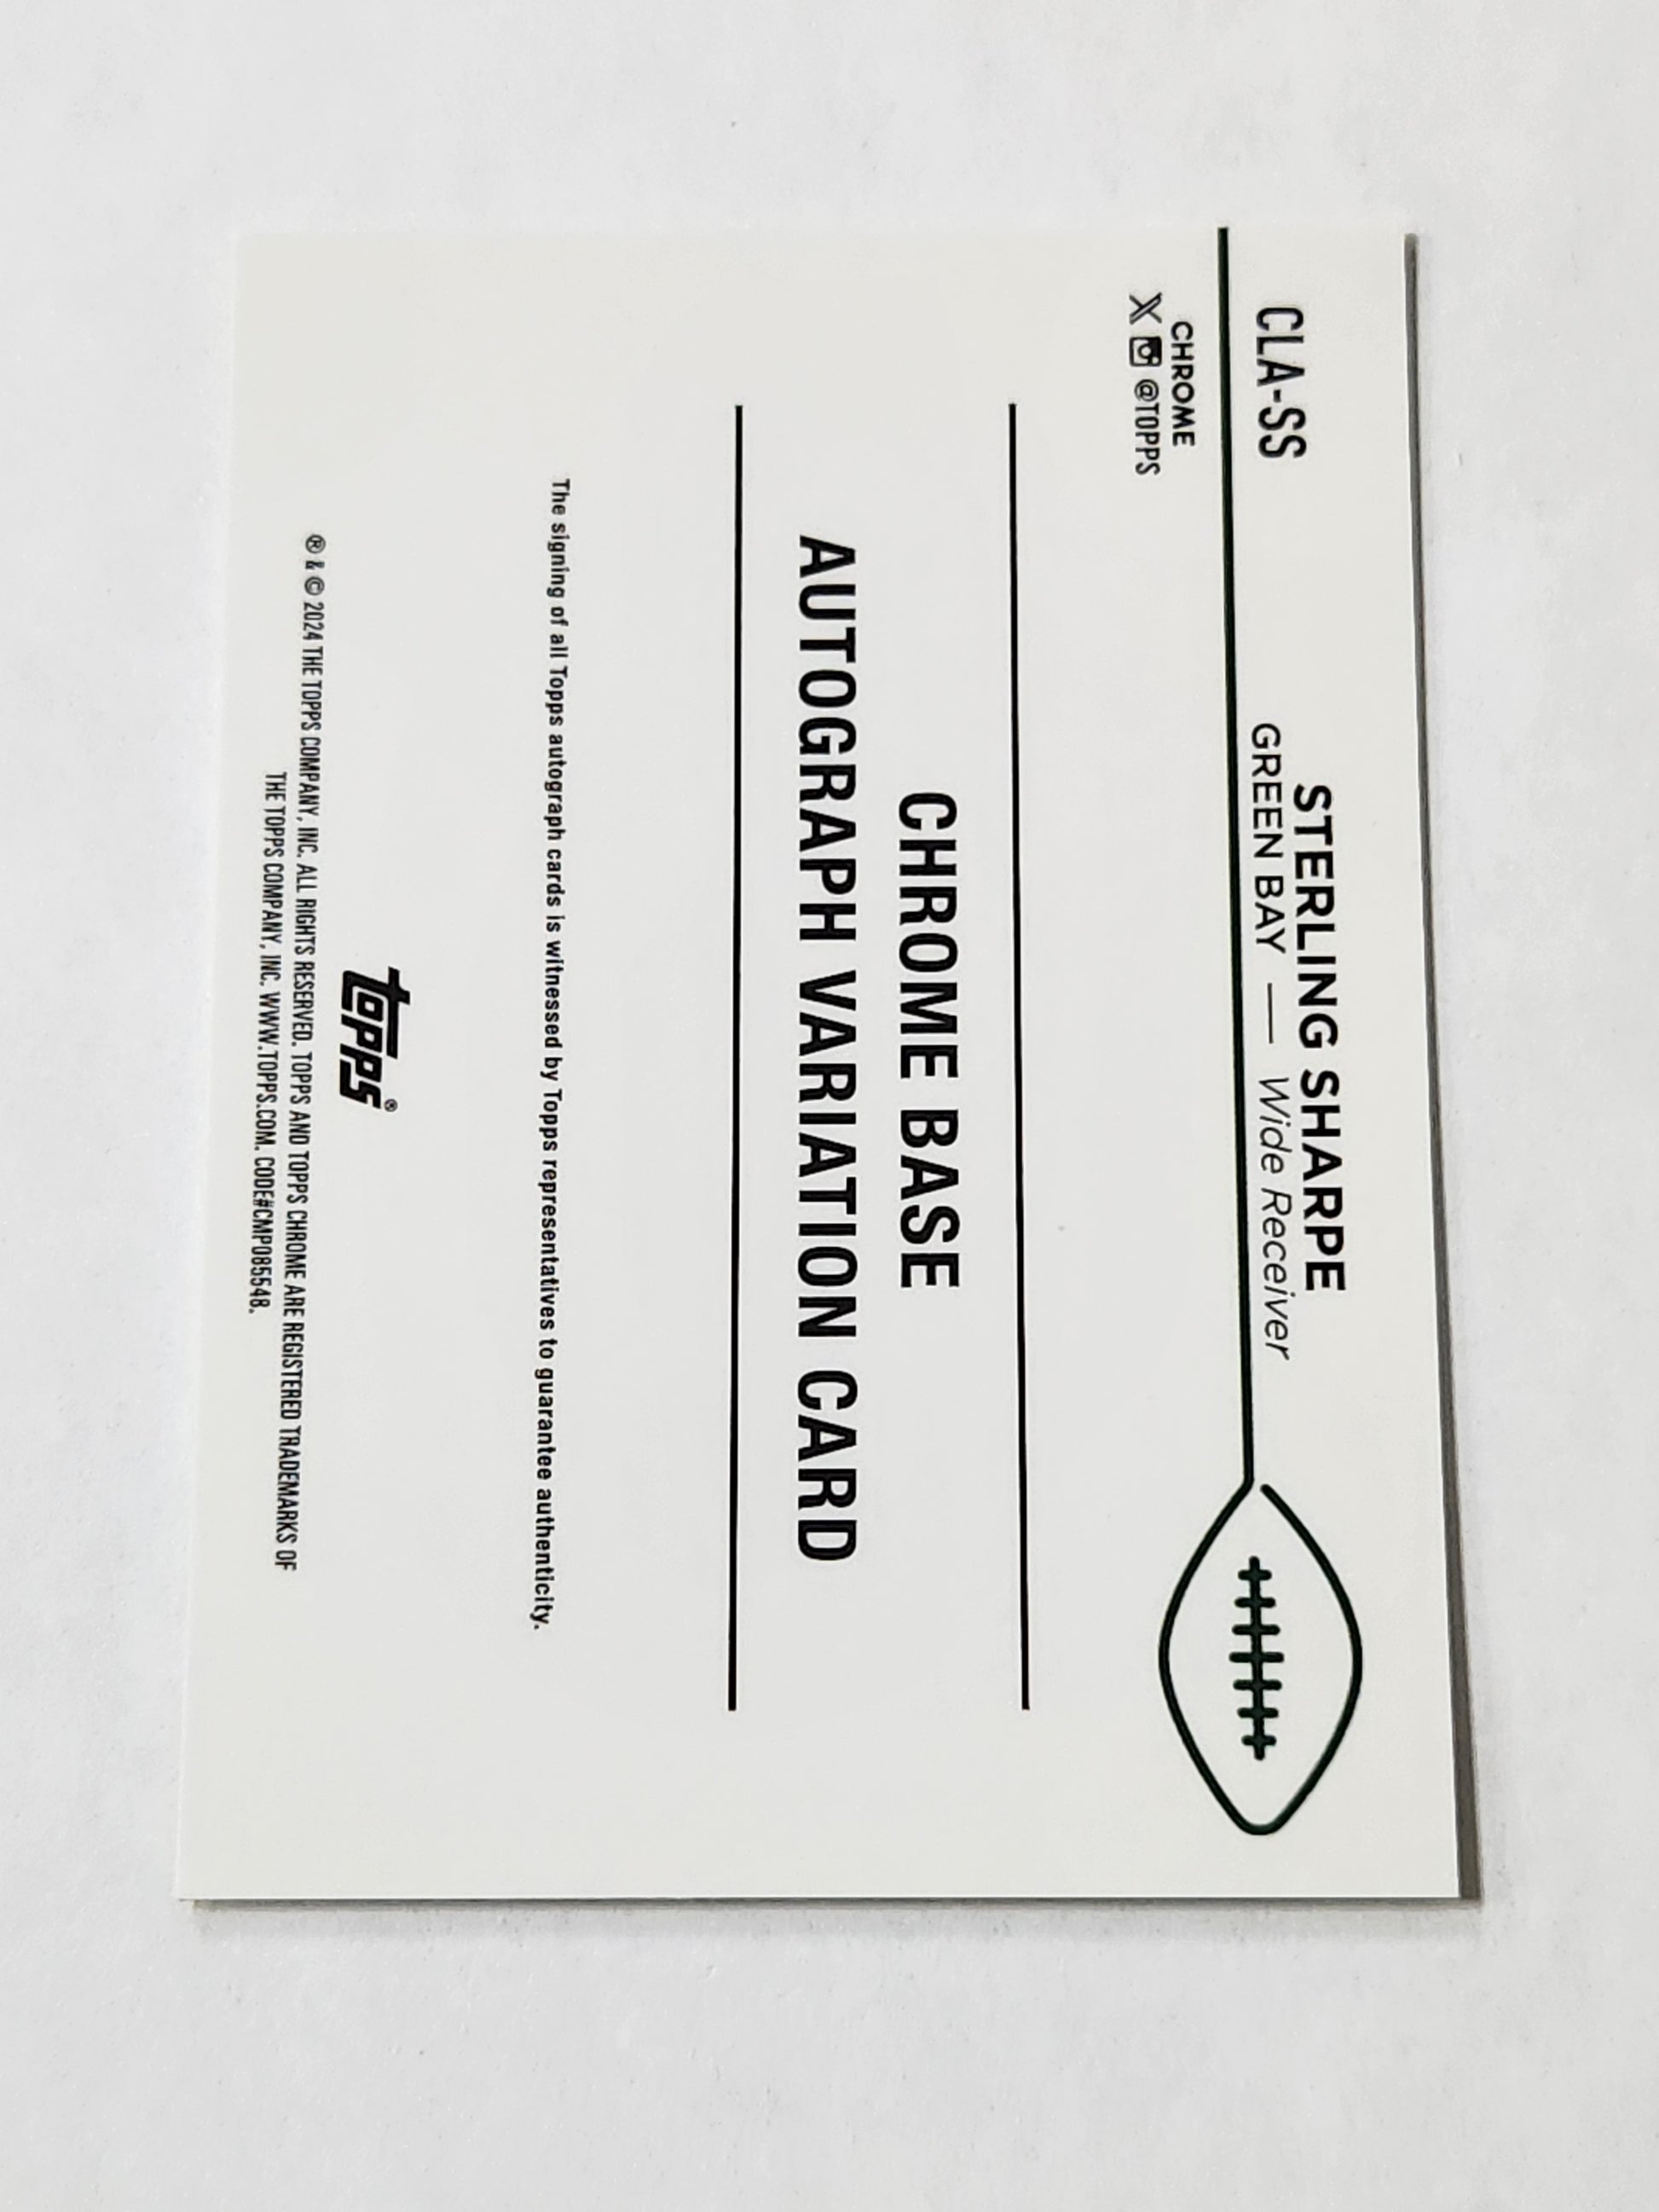 CLA-SS
STERLING SHARPE
GREEN BAY — Wide Receiver
CHROME
X @TOPPS
CHROME BASE
AUTOGRAPH VARIATION CARD
The signing of all Topps autograph cards is witnessed by Topps representatives to guarantee authenticity.
topps®
® & © 2024 THE TOPPS COMPANY, INC. ALL RIGHTS RESERVED. TOPPS AND TOPPS CHROME ARE REGISTERED TRADEMARKS OF
THE TOPPS COMPANY, INC. WWW.TOPPS.COM. CODE#CMP085548.